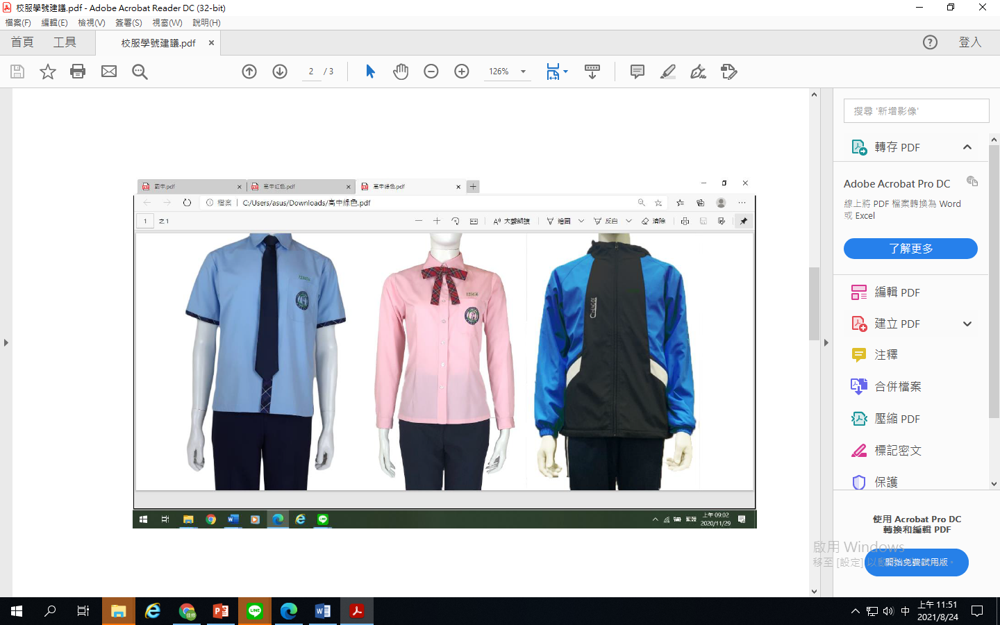 校服學號建議.pdf - Adobe Acrobat Reader DC (32-bit)
檔案(F) 編輯(E) 檢視(V) 簽署(S) 視窗(W) 說明(H)
首頁 工具 校服學號建議.pdf × 登入
2 / 3 126%
搜尋 '新增影像'
轉存 PDF
Adobe Acrobat Pro DC
線上將 PDF 檔案轉換為 Word
或 Excel
了解更多
編輯 PDF
建立 PDF
注釋
合併檔案
壓縮 PDF
標記密文
保護
使用 Acrobat Pro DC
轉換和編輯 PDF
開始免費試用版
啟用 Windows
移至 [設定] 以啟
國中.pdf 高中紅色.pdf 高中綠色.pdf
檔案 | C:/Users/asus/Downloads/高中綠色.pdf
1 之 1 大聲朗讀 繪圖 反白 清除
上午 09:02
2020/11/29
中 上午 11:51
2021/8/24